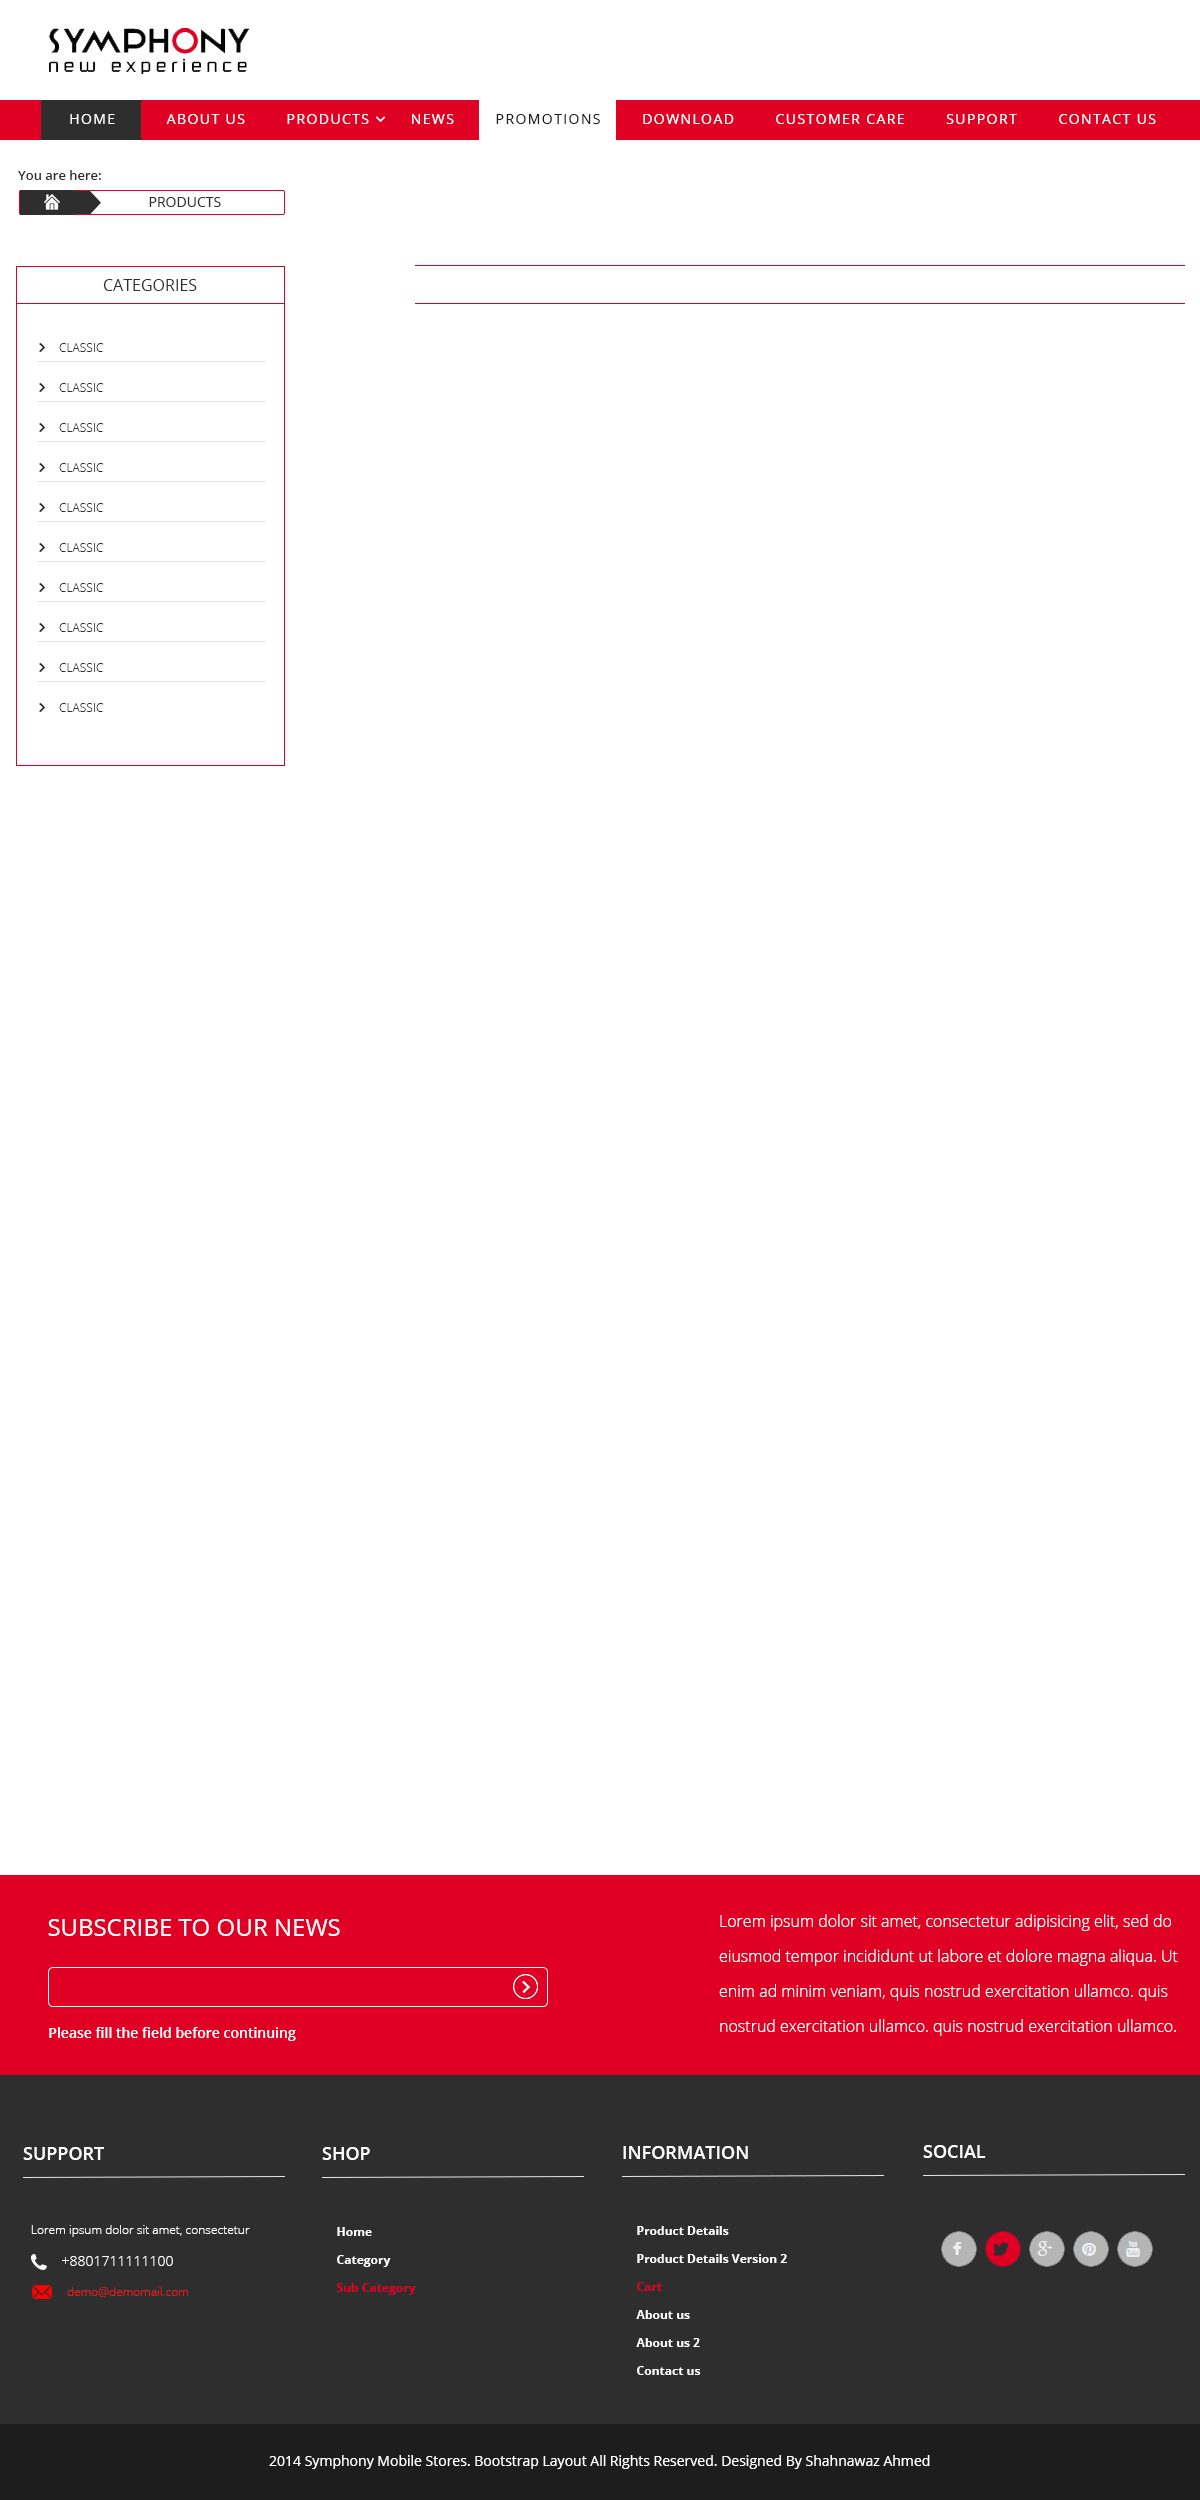 SYMPHONY
new experience
HOME ABOUT US PRODUCTS NEWS PROMOTIONS DOWNLOAD CUSTOMER CARE SUPPORT CONTACT US
You are here:
PRODUCTS
CATEGORIES
CLASSIC
CLASSIC
CLASSIC
CLASSIC
CLASSIC
CLASSIC
CLASSIC
CLASSIC
CLASSIC
CLASSIC
SUBSCRIBE TO OUR NEWS
Please fill the field before continuing
Lorem ipsum dolor sit amet, consectetur adipisicing elit, sed do
eiusmod tempor incididunt ut labore et dolore magna aliqua. Ut
enim ad minim veniam, quis nostrud exercitation ullamco. quis
nostrud exercitation ullamco. quis nostrud exercitation ullamco.
SUPPORT
Lorem ipsum dolor sit amet, consectetur
+8801711111100
demo@demomail.com
SHOP
Home
Category
Sub Category
INFORMATION
Product Details
Product Details Version 2
Cart
About us
About us 2
Contact us
SOCIAL
You Tube
2014 Symphony Mobile Stores. Bootstrap Layout All Rights Reserved. Designed By Shahnawaz Ahmed